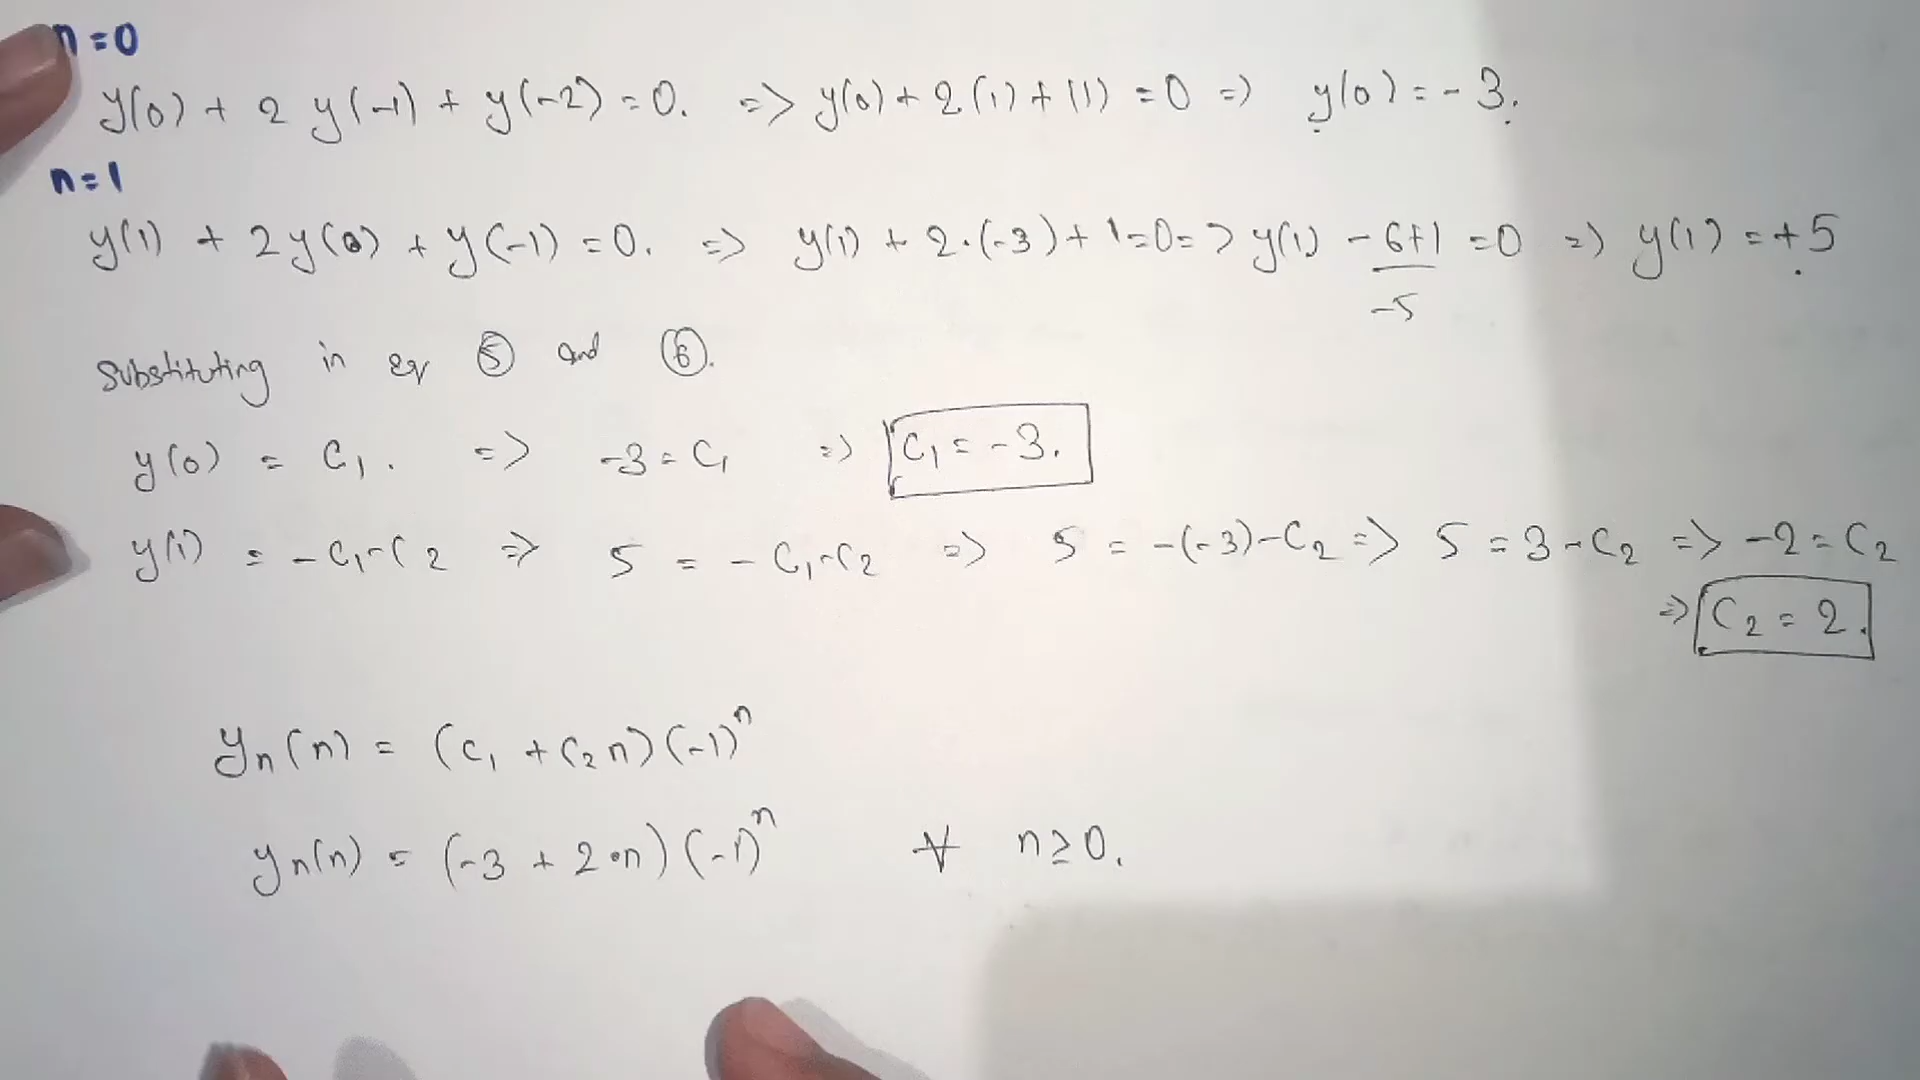 n=0
y(0) + 2 y(-1) + y(-2) = 0. => y(0) + 2(1) + (1) = 0 => y(0) = - 3.
n=1
y(1) + 2y(0) + y(-1) = 0. => y(1) + 2.(-3) + 1=0 => y(1) - 6+1 = 0 => y(1) = +5
-5
Substituting in eq ⑤ and ⑥.
y(0) = C₁. => -3 = C₁ => C₁ = -3.
y(1) = - C₁ - C₂ => 5 = - C₁ - C₂ => 5 = -(-3) - C₂ => 5 = 3 - C₂ => -2 = C₂
=> C₂ = 2.
yₙ(n) = (C₁ + C₂ n) (-1)ⁿ
yₙ(n) = (-3 + 2•n) (-1)ⁿ ∀ n≥0.